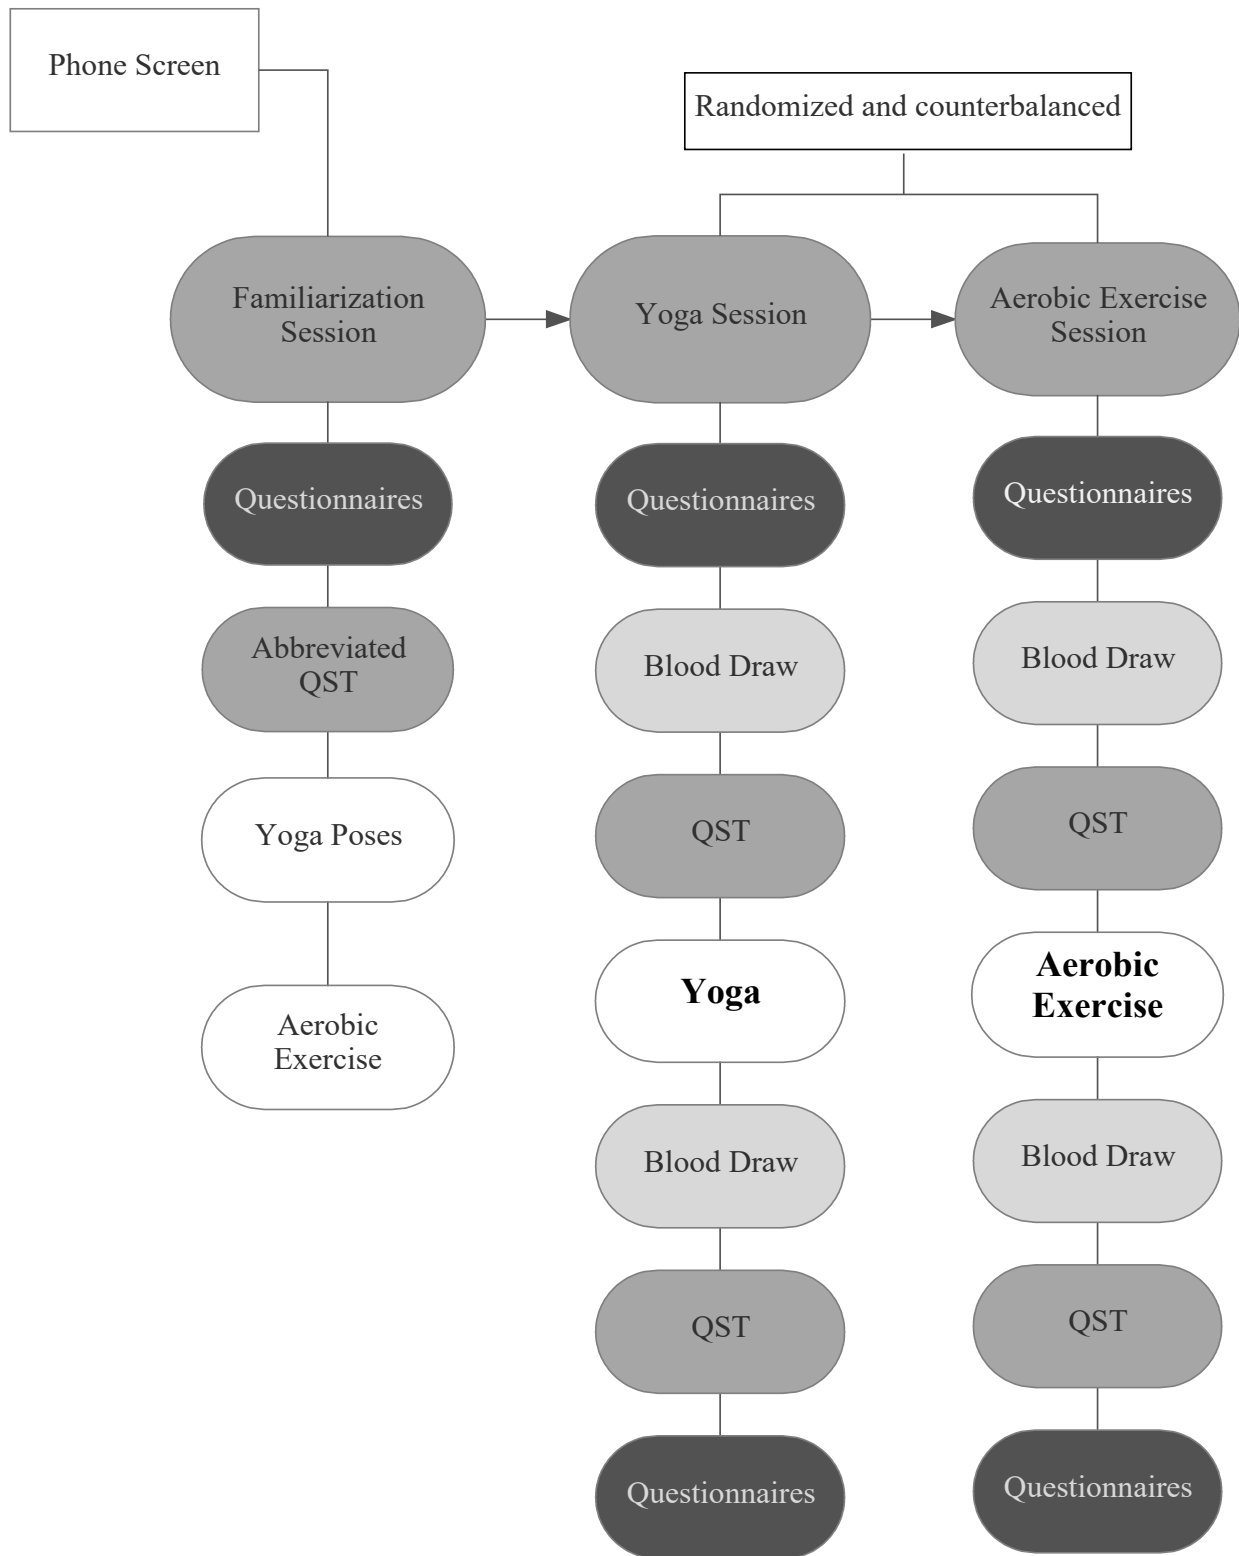 Phone Screen
Randomized and counterbalanced
Familiarization
Session
Yoga Session
Aerobic Exercise
Session
Questionnaires
Questionnaires
Questionnaires
Abbreviated
QST
Blood Draw
Blood Draw
Yoga Poses
QST
QST
Aerobic
Exercise
Yoga
Aerobic
Exercise
Blood Draw
Blood Draw
QST
QST
Questionnaires
Questionnaires